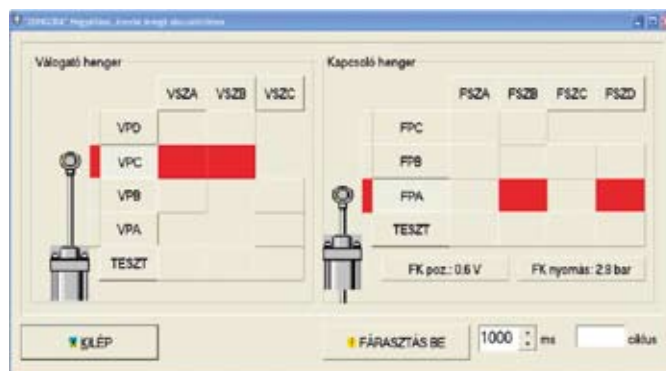 Válogató henger
VSZA VSZB VSZC
VPD
VPC
VPB
VPA
TESZT
Kapcsoló henger
FSZA FSZB FSZC FSZD
FPC
FPB
FPA
TESZT
FK poz.: 0.6 V FK nyomás: 2.8 bar
KILÉP
FÁRASZTÁS BE 1000 ms ciklus